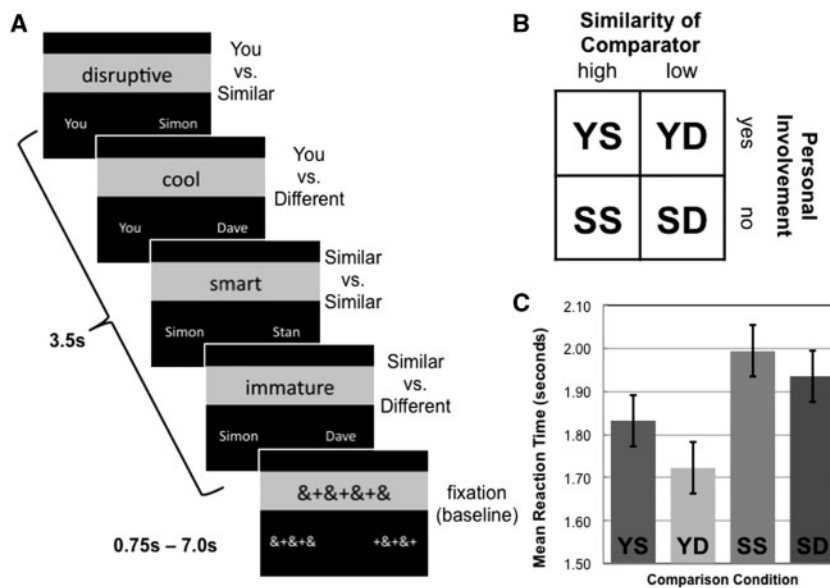 A
disruptive
You Simon
You
vs.
Similar
cool
You Dave
You
vs.
Different
smart
Simon Stan
Similar
vs.
Similar
immature
Simon Dave
Similar
vs.
Different
&+&+&+&
&+&+& +&+&+
fixation
(baseline)
3.5s
0.75s – 7.0s
B
Similarity of
Comparator
high low
YS YD
SS SD
yes
no
Personal
Involvement
C
Mean Reaction Time (seconds)
2.10
2.00
1.90
1.80
1.70
1.60
1.50
YS YD SS SD
Comparison Condition